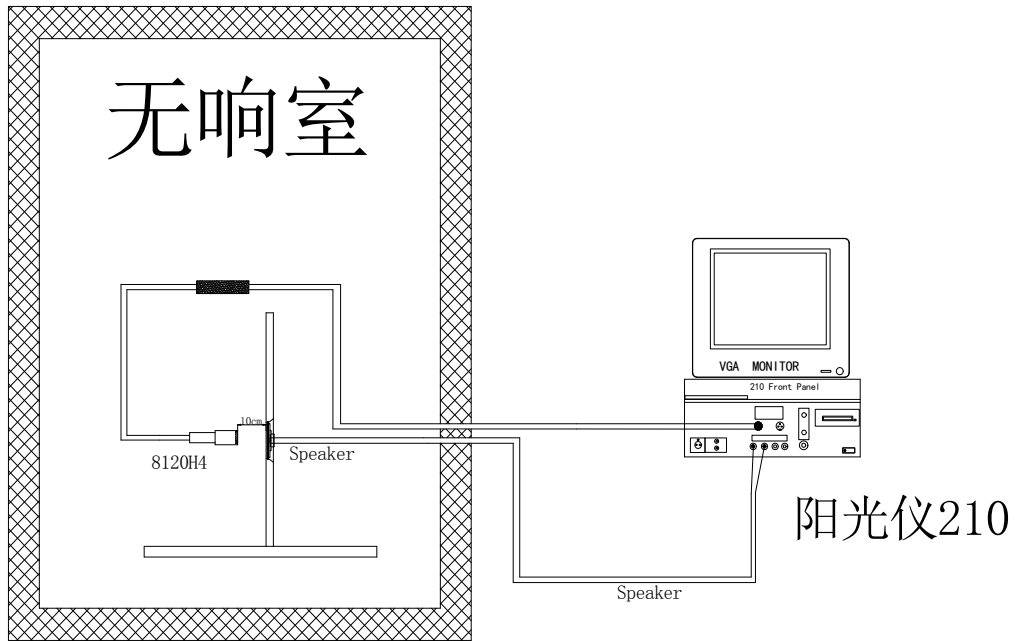 无响室
VGA MONITOR
210 Front Panel
10cm
8120H4
Speaker
阳光仪210
Speaker